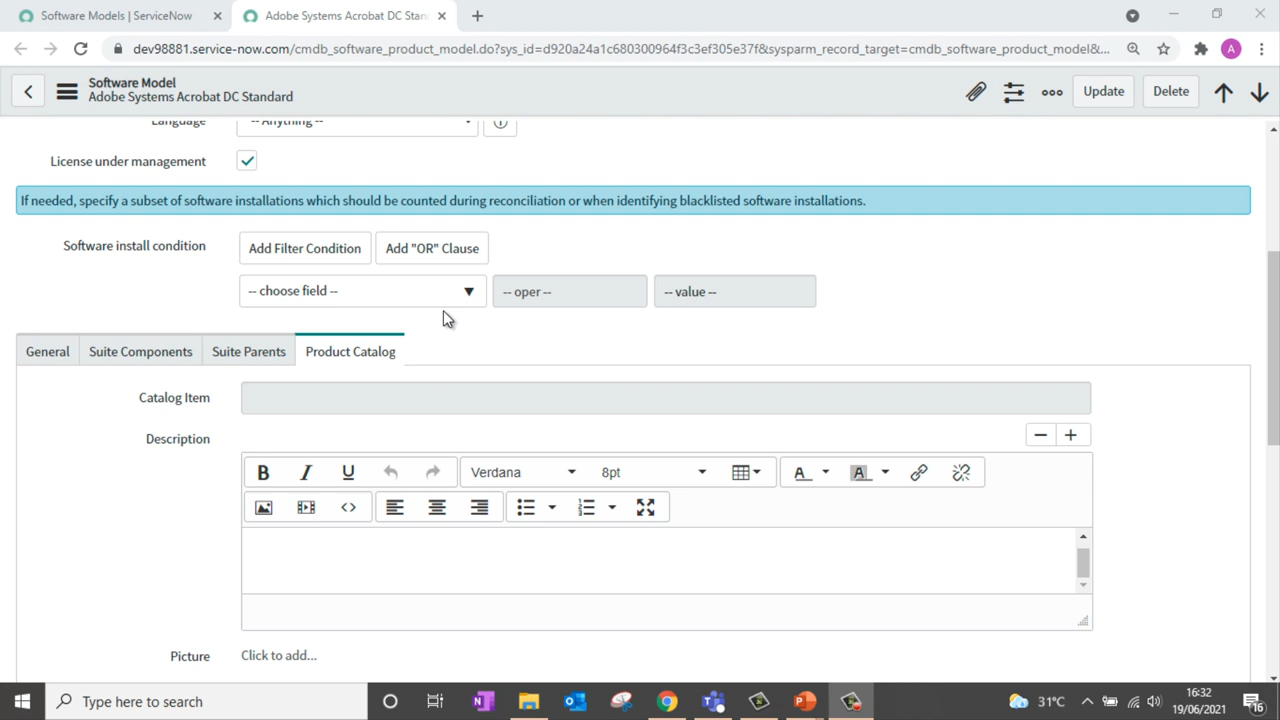 Software Models | ServiceNow
Adobe Systems Acrobat DC Stan
dev98881.service-now.com/cmdb_software_product_model.do?sys_id=d920a24a1c680300964f3c3ef305e37f&sysparm_record_target=cmdb_software_product_model&...
A
Software Model
Adobe Systems Acrobat DC Standard
Update
Delete
Language
-- Anything --
License under management
If needed, specify a subset of software installations which should be counted during reconciliation or when identifying blacklisted software installations.
Software install condition
Add Filter Condition
Add "OR" Clause
-- choose field --
-- oper --
-- value --
General
Suite Components
Suite Parents
Product Catalog
Catalog Item
Description
B I U
Verdana
8pt
A
A
Picture
Click to add...
Type here to search
31°C
16:32
19/06/2021
16